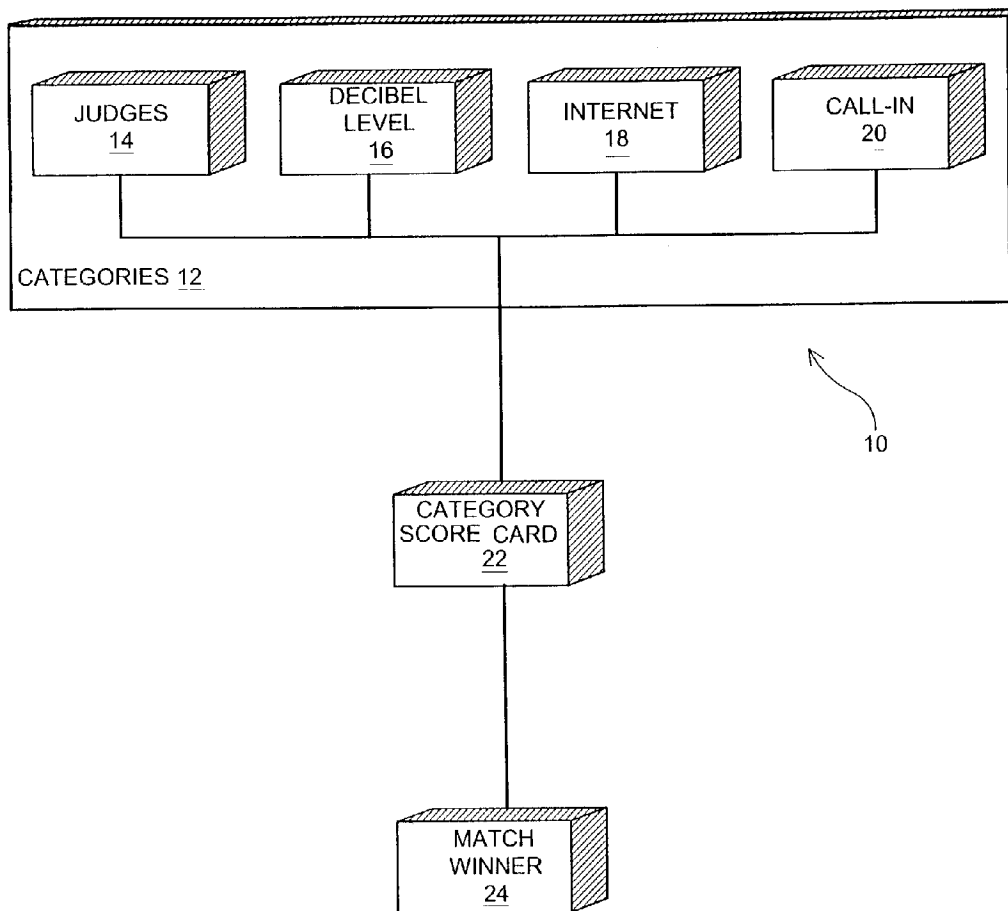 JUDGES
14
DECIBEL
LEVEL
16
INTERNET
18
CALL-IN
20
CATEGORIES 12
10
CATEGORY
SCORE CARD
22
MATCH
WINNER
24